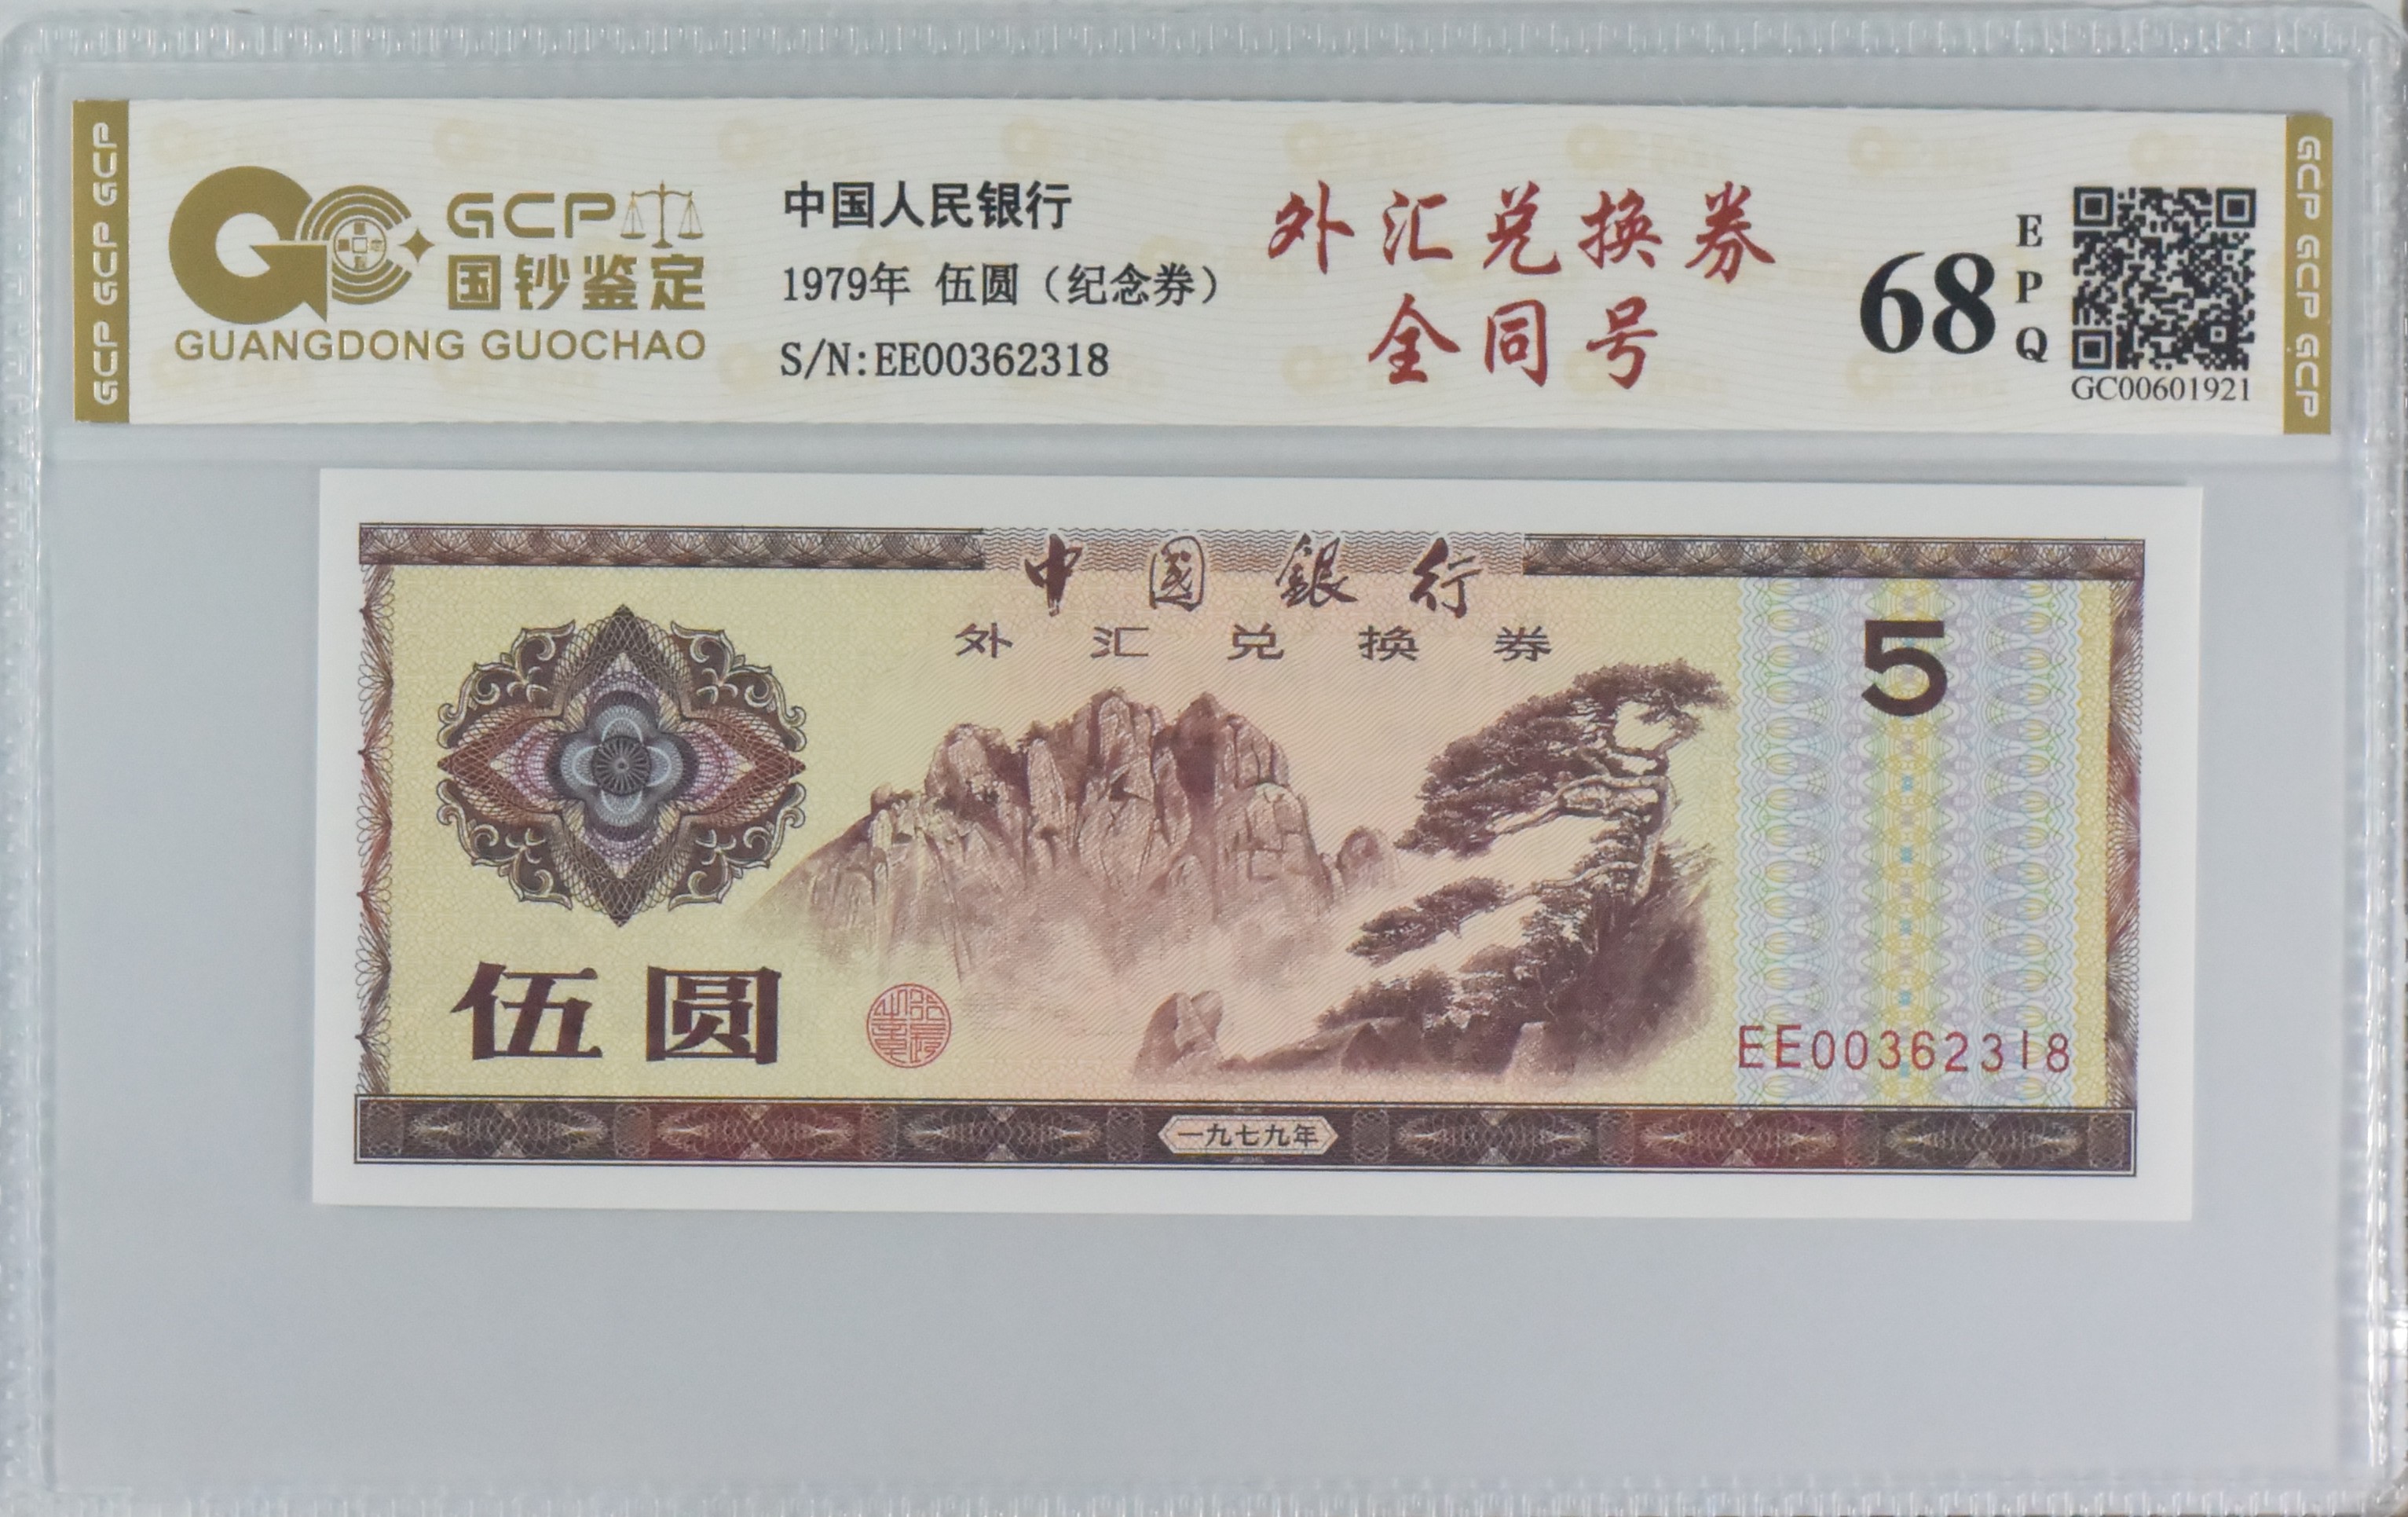 GCP GCP GCP
GCP
国钞鉴定
GUANGDONG GUOCHAO
中国人民银行
1979年 伍圆（纪念券）
S/N:EE00362318
外汇兑换券
全同号
68
EPQ
GC00601921
GCP GCP GCP
中國銀行
外汇兑换券
5
伍圆
EE00362318
一九七九年